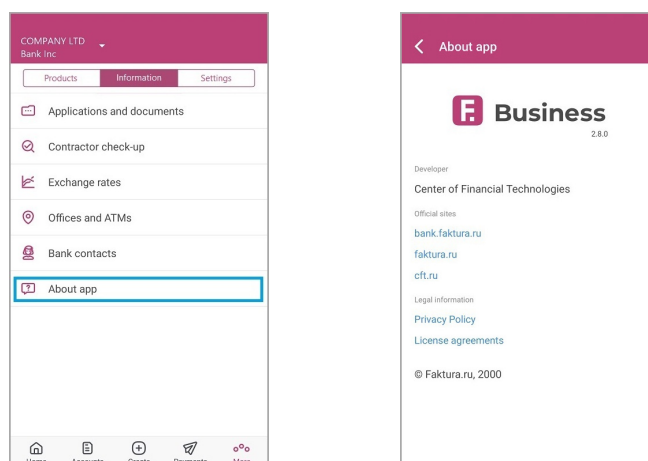 COMPANY LTD
Bank Inc
Products Information Settings
Applications and documents
Contractor check-up
Exchange rates
Offices and ATMs
Bank contacts
About app
Home Accounts Create Payments More
About app
F. Business
2.8.0
Developer
Center of Financial Technologies
Official sites
bank.faktura.ru
faktura.ru
cft.ru
Legal information
Privacy Policy
License agreements
© Faktura.ru, 2000